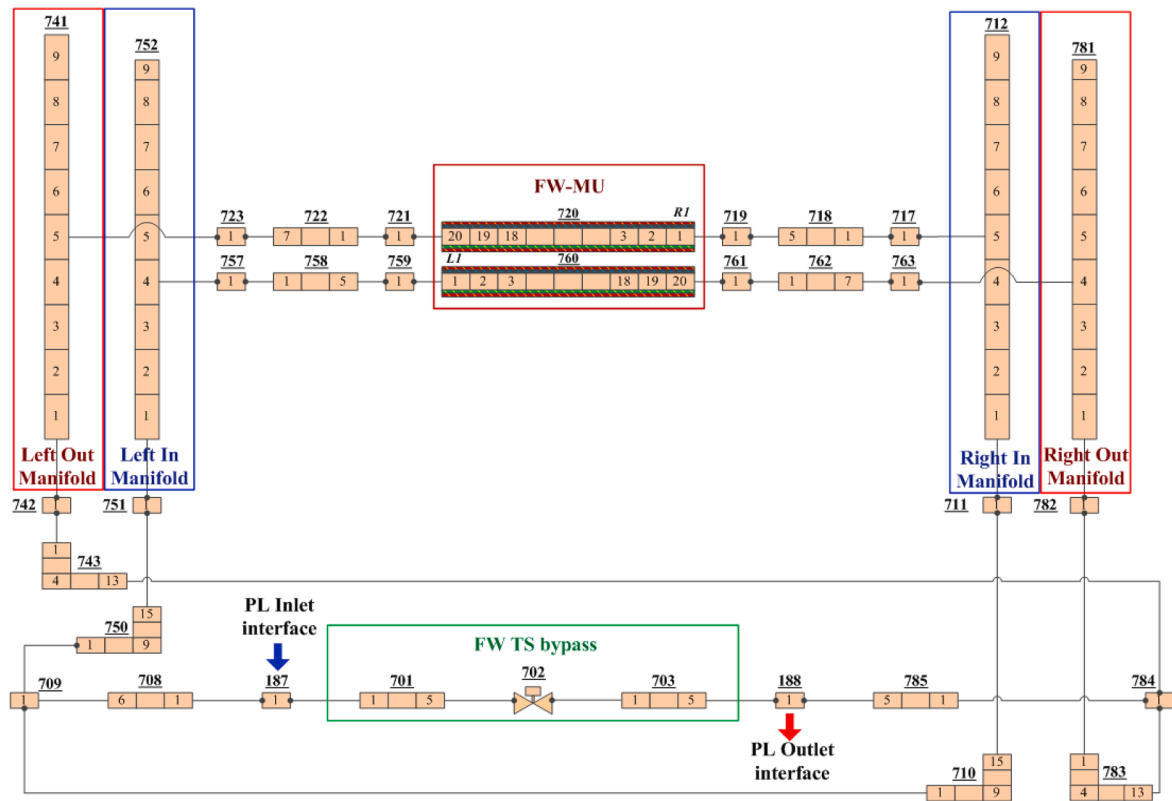 741
752
712
781
9 9 9 9
8 8 8 8
7 7 7 7
6 6 6 6
5 5 5 5
4 4 4 4
3 3 3 3
2 2 2 2
1 1 1 1
FW-MU
723 722 721 720 R1 719 718 717
1 7 1 1 20 19 18 3 2 1 1 5 1 1
757 758 759 L1 760 761 762 763
1 1 5 1 1 2 3 18 19 20 1 1 7 1
Left Out
Manifold
Left In
Manifold
Right In
Manifold
Right Out
Manifold
742 1 751 1 711 1 782 1
1
743
4 13
15
750
1 9
PL Inlet
interface
FW TS bypass
709 708 187 701 702 703 188 785 784
1 6 1 1 1 5 1 5 1 5 1 1
PL Outlet
interface
15
710
1 9
1
783
4 13